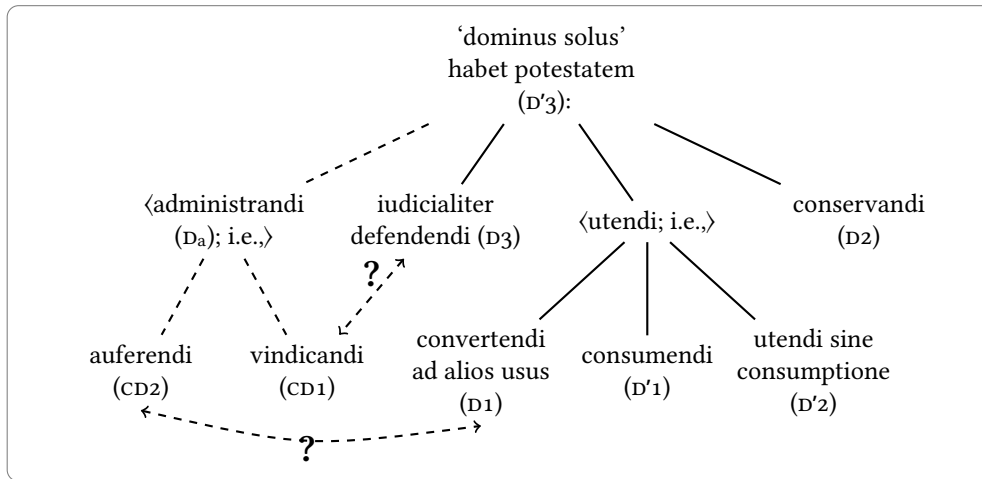 ‘dominus solus’
habet potestatem
(D′3):
⟨administrandi
(Dₐ); i.e.,⟩
iudicialiter
defendendi (D3)
⟨utendi; i.e.,⟩
conservandi
(D2)
?
auferendi
(CD2)
vindicandi
(CD1)
convertendi
ad alios usus
(D1)
consumendi
(D′1)
utendi sine
consumptione
(D′2)
?